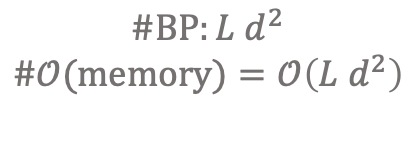 #BP: L d²
#𝒪(memory) = 𝒪(L d²)